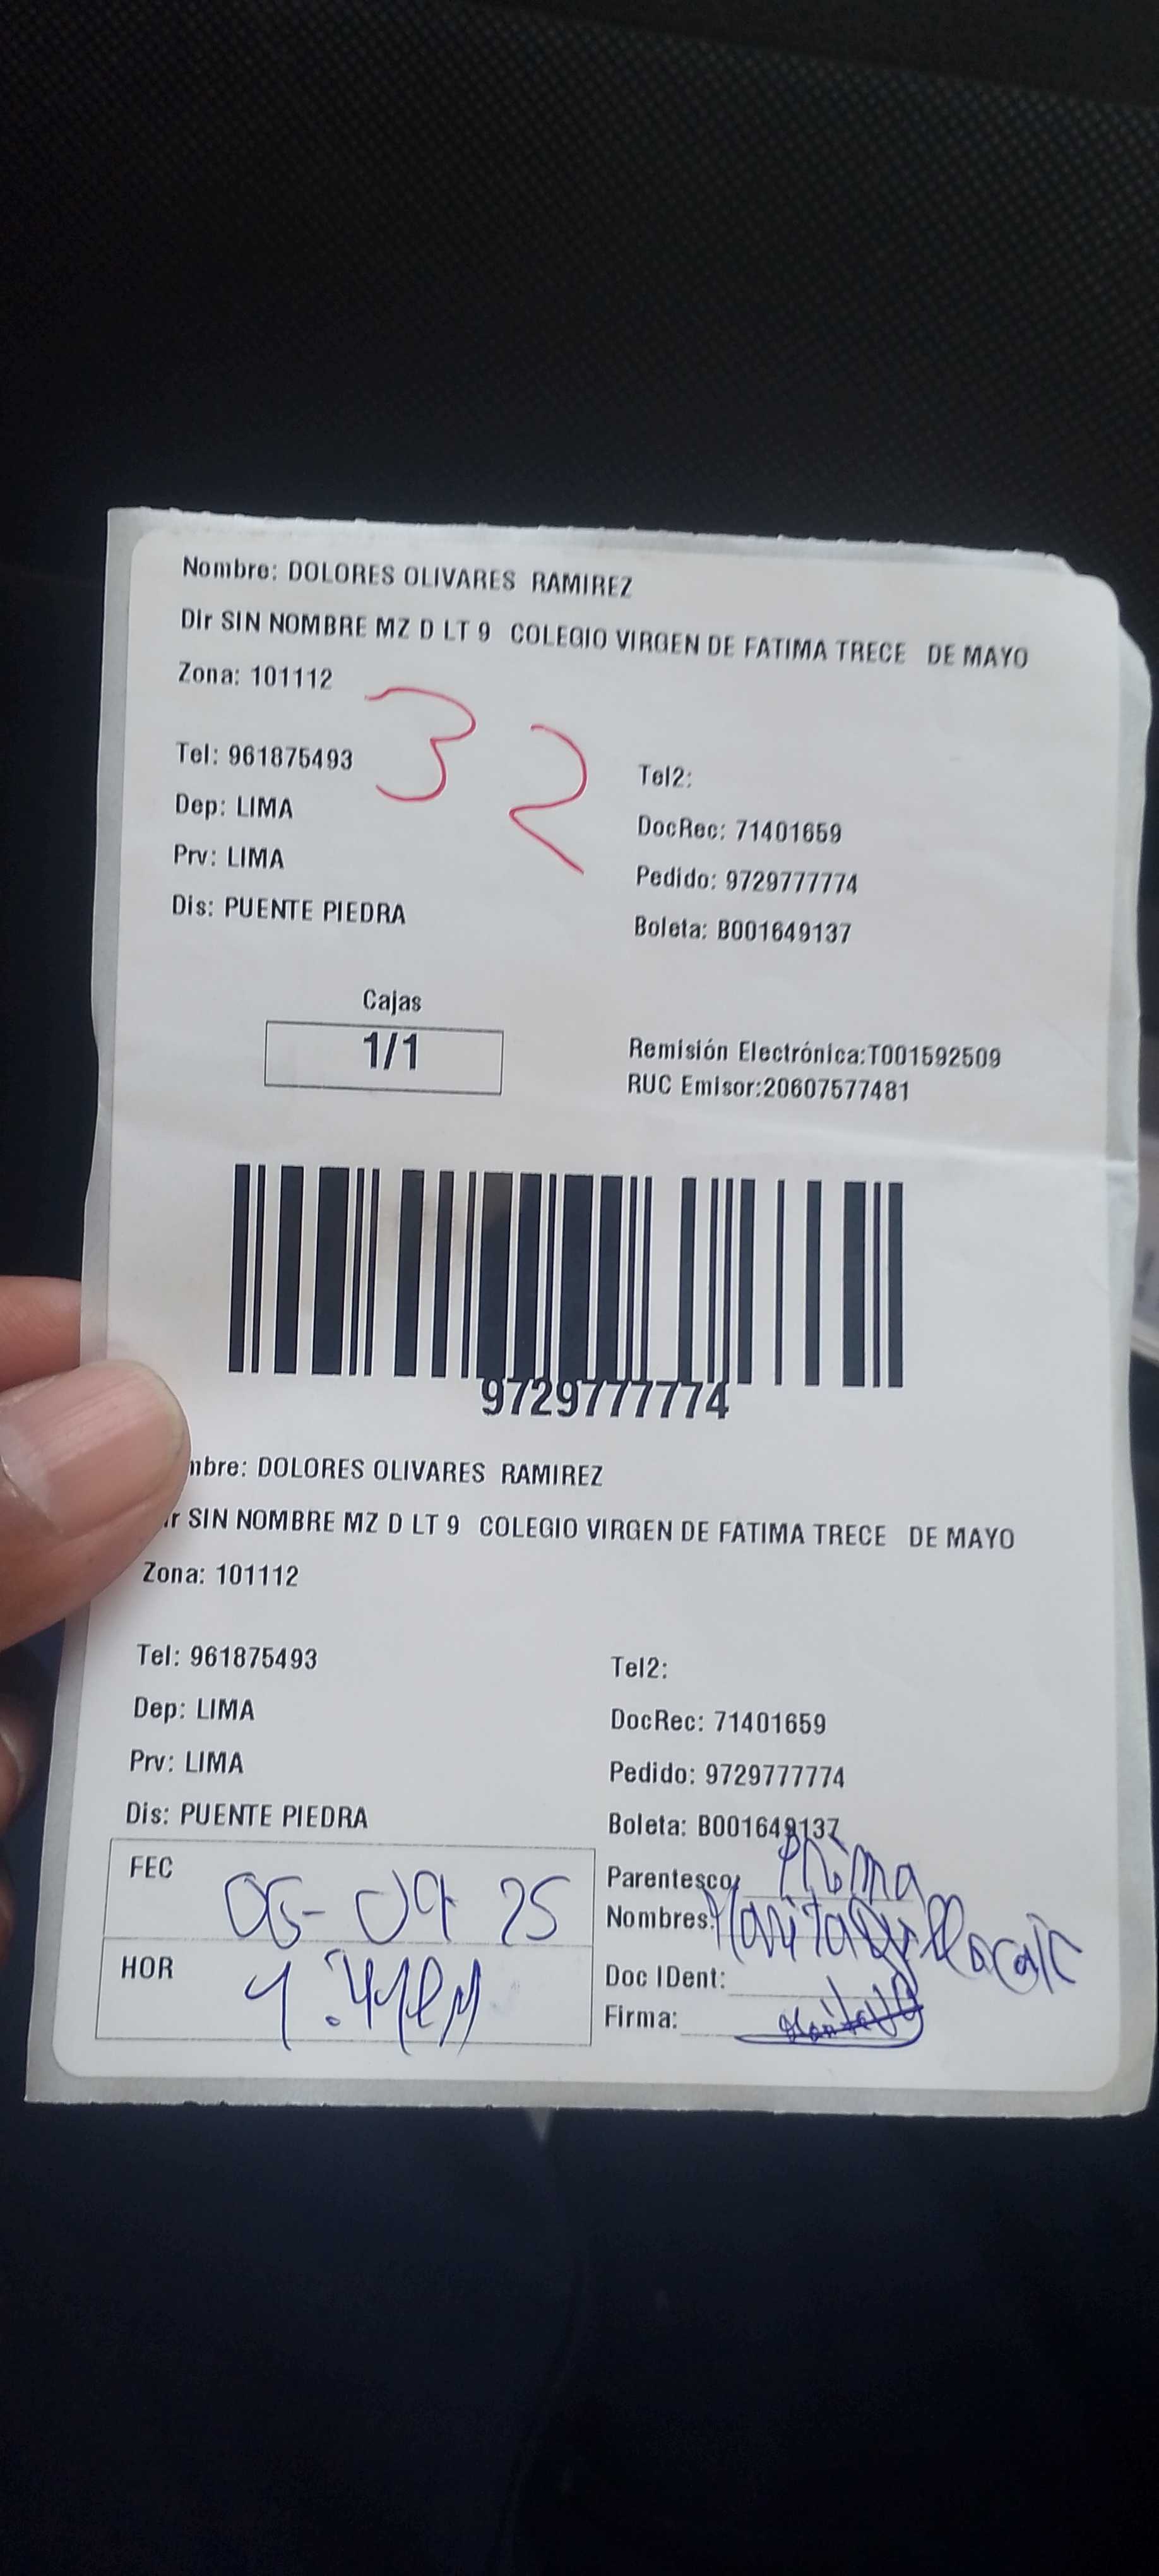 Nombre: DOLORES OLIVARES RAMIREZ
Dir SIN NOMBRE MZ D LT 9 COLEGIO VIRGEN DE FATIMA TRECE DE MAYO
Zona: 101112
32
Tel: 961875493 Tel2:
Dep: LIMA DocRec: 71401659
Prv: LIMA Pedido: 9729777774
Dis: PUENTE PIEDRA Boleta: B001649137
Cajas
1/1
Remisión Electrónica:T001592509
RUC Emisor:20607577481
9729777774
mbre: DOLORES OLIVARES RAMIREZ
ir SIN NOMBRE MZ D LT 9 COLEGIO VIRGEN DE FATIMA TRECE DE MAYO
Zona: 101112
Tel: 961875493 Tel2:
Dep: LIMA DocRec: 71401659
Prv: LIMA Pedido: 9729777774
Dis: PUENTE PIEDRA Boleta: B001649137
FEC Parentesco: Prima
Nombres:
HOR Doc IDent:
Firma: